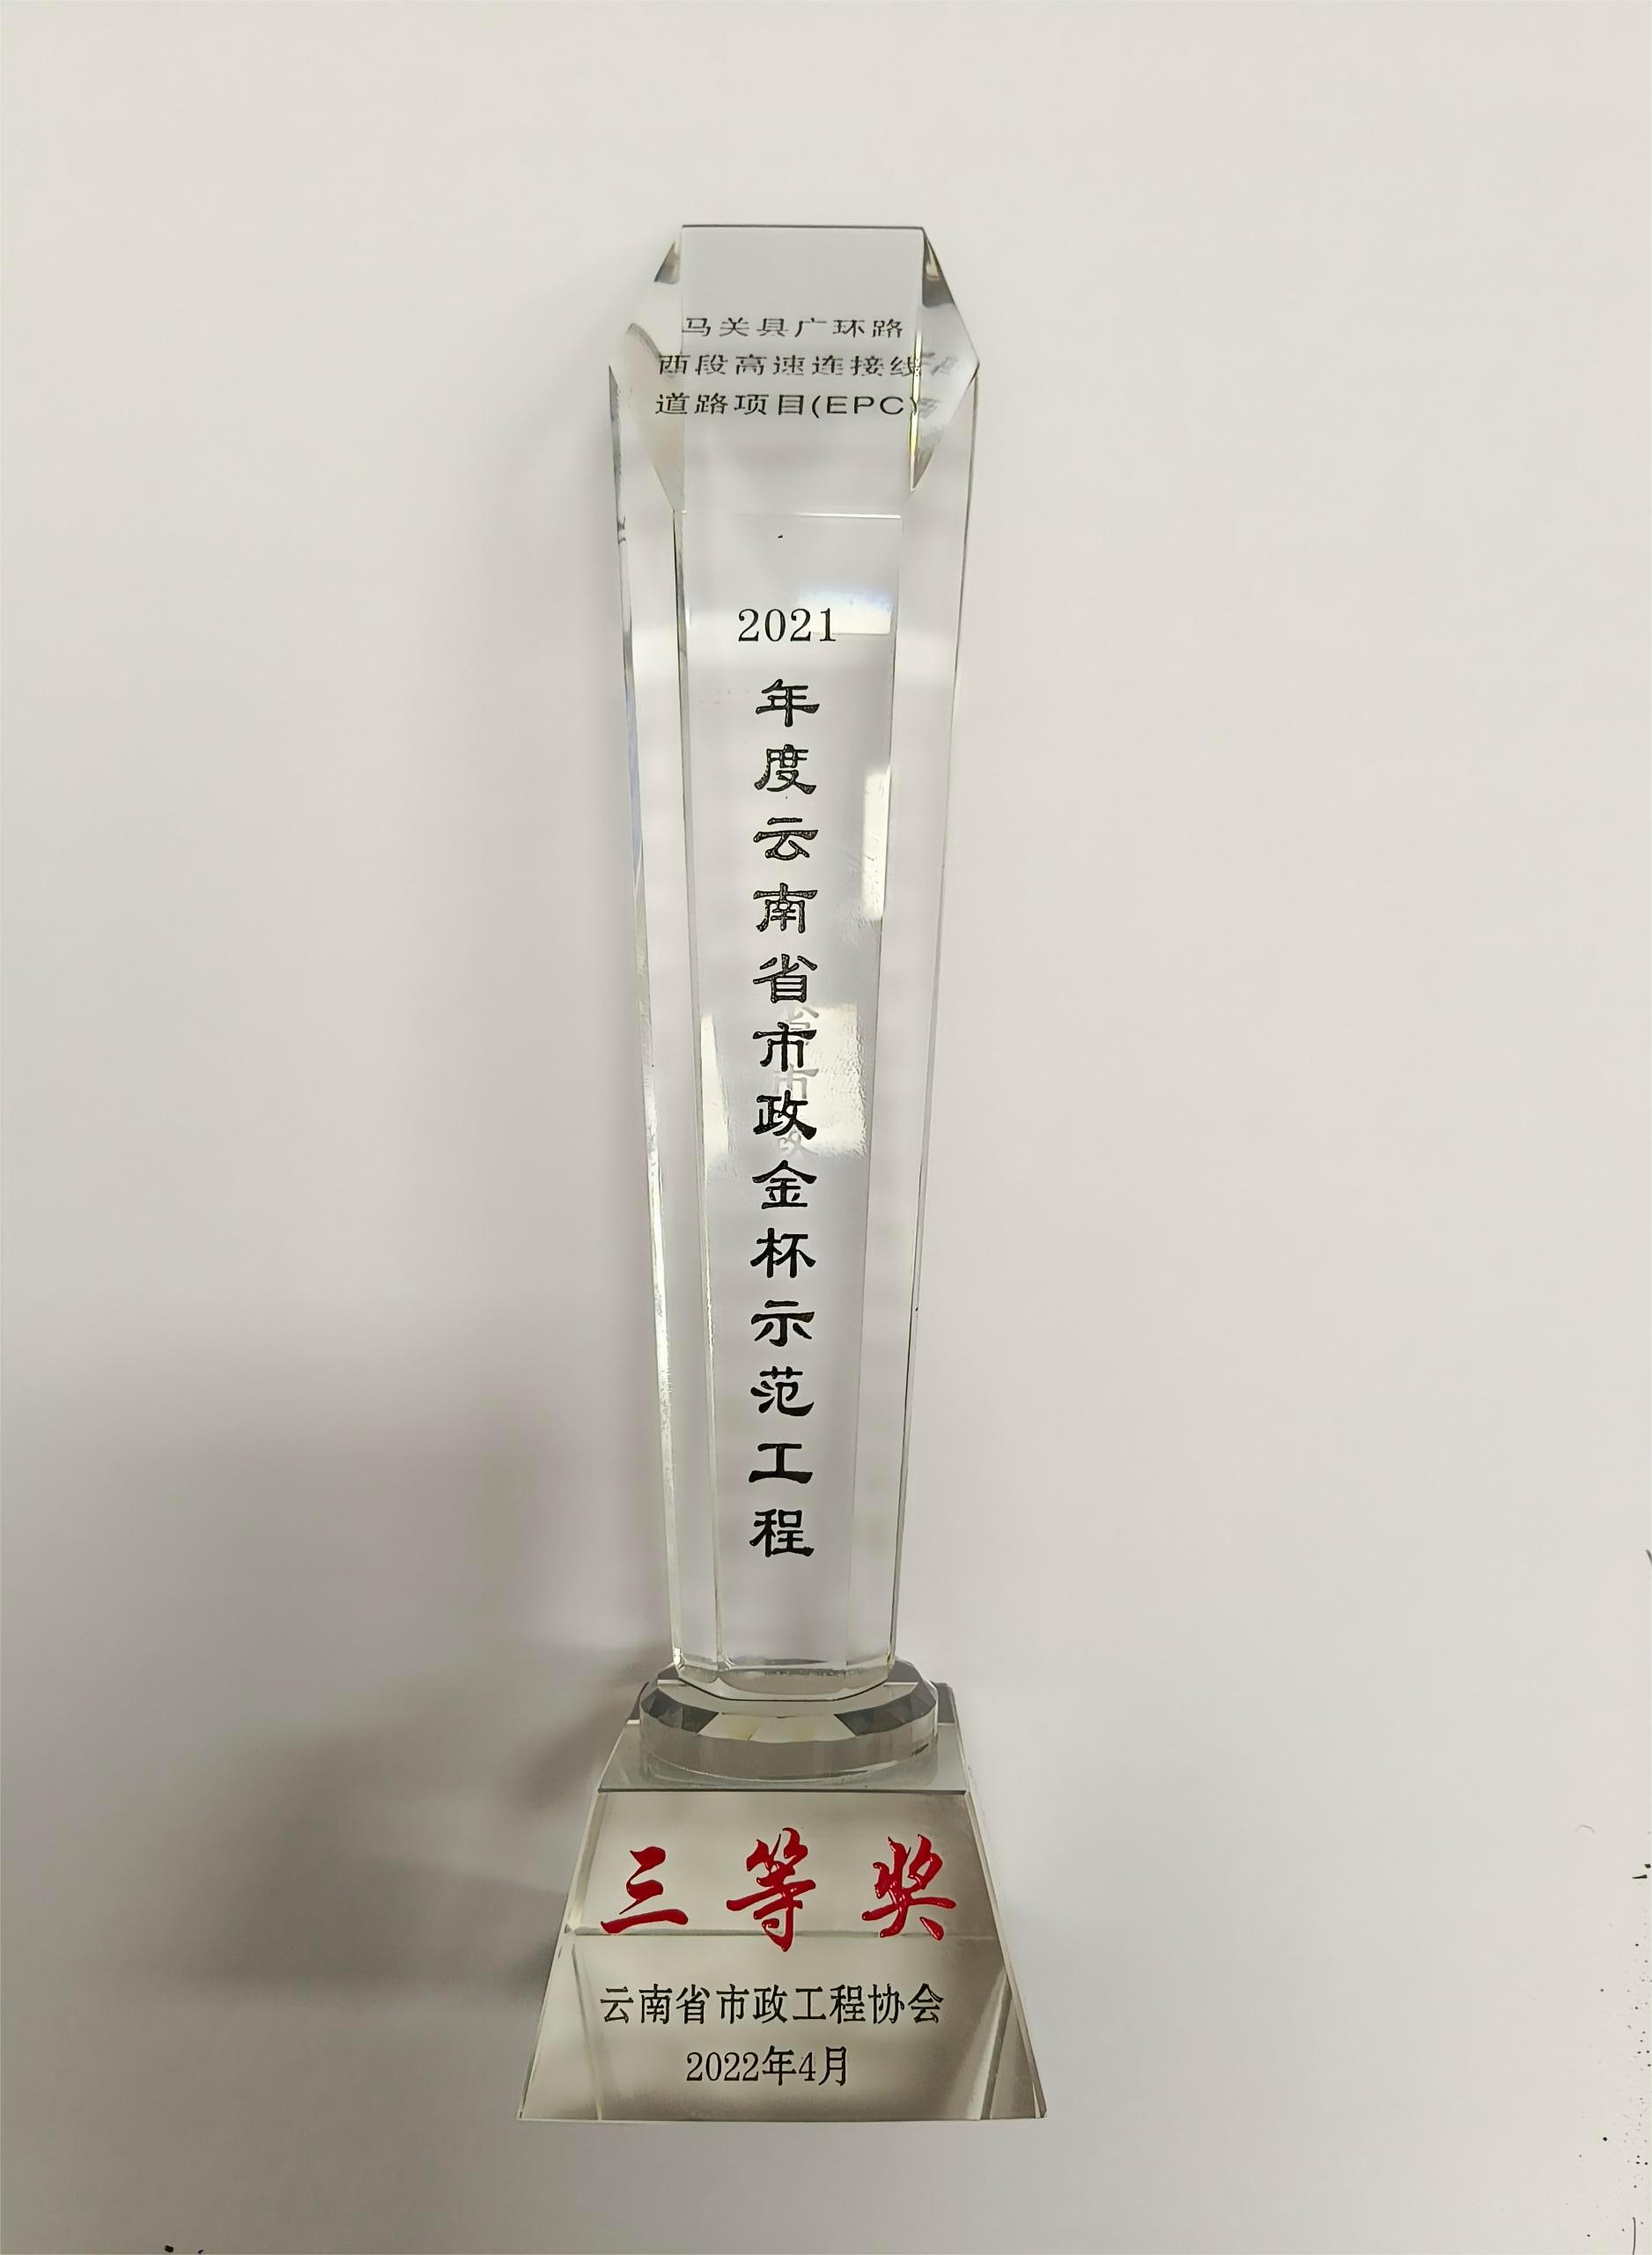 马关县广环路
西段高速连接线
道路项目(EPC)
2021
年度云南省市政金杯示范工程
三等奖
云南省市政工程协会
2022年4月